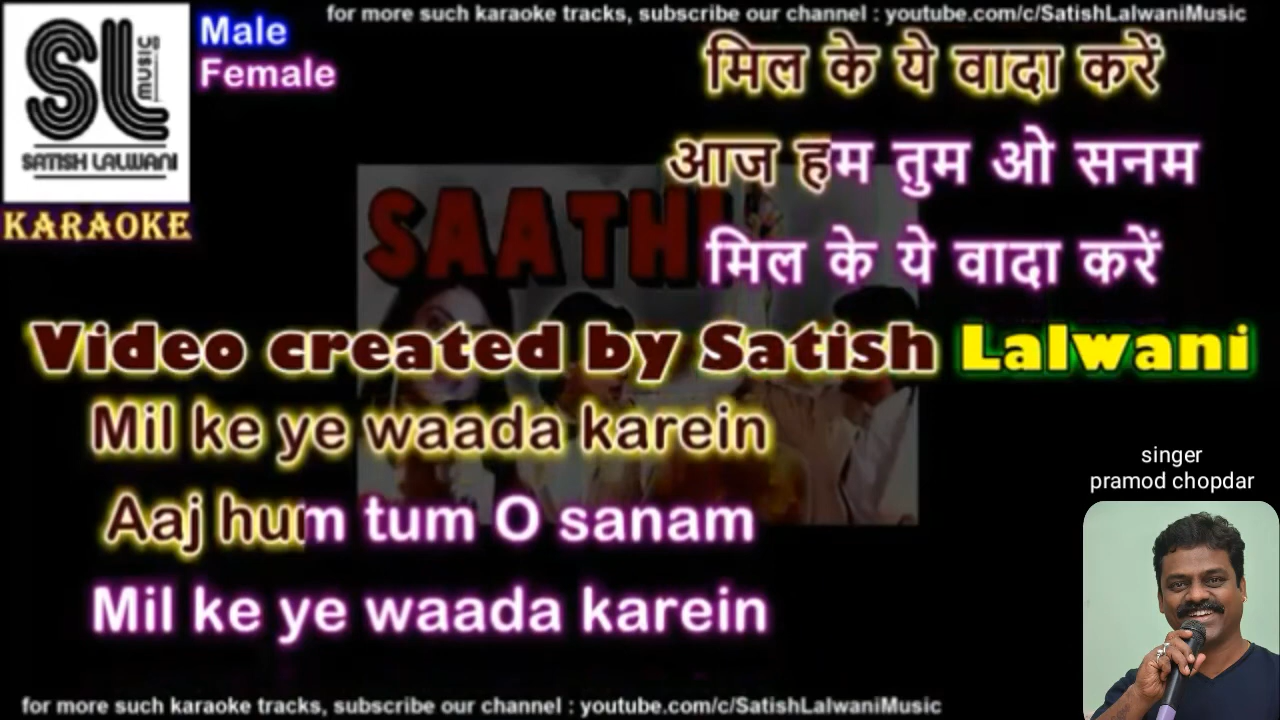 for more such karaoke tracks, subscribe our channel : youtube.com/c/SatishLalwaniMusic
SL MUSIC CO
SATISH LALWANI
KARAOKE
Male
Female
मिल के ये वादा करें
आज हम तुम ओ सनम
मिल के ये वादा करें
SAATHI
Video created by Satish Lalwani
Mil ke ye waada karein
Aaj hum tum O sanam
Mil ke ye waada karein
singer
pramod chopdar
for more such karaoke tracks, subscribe our channel : youtube.com/c/SatishLalwaniMusic